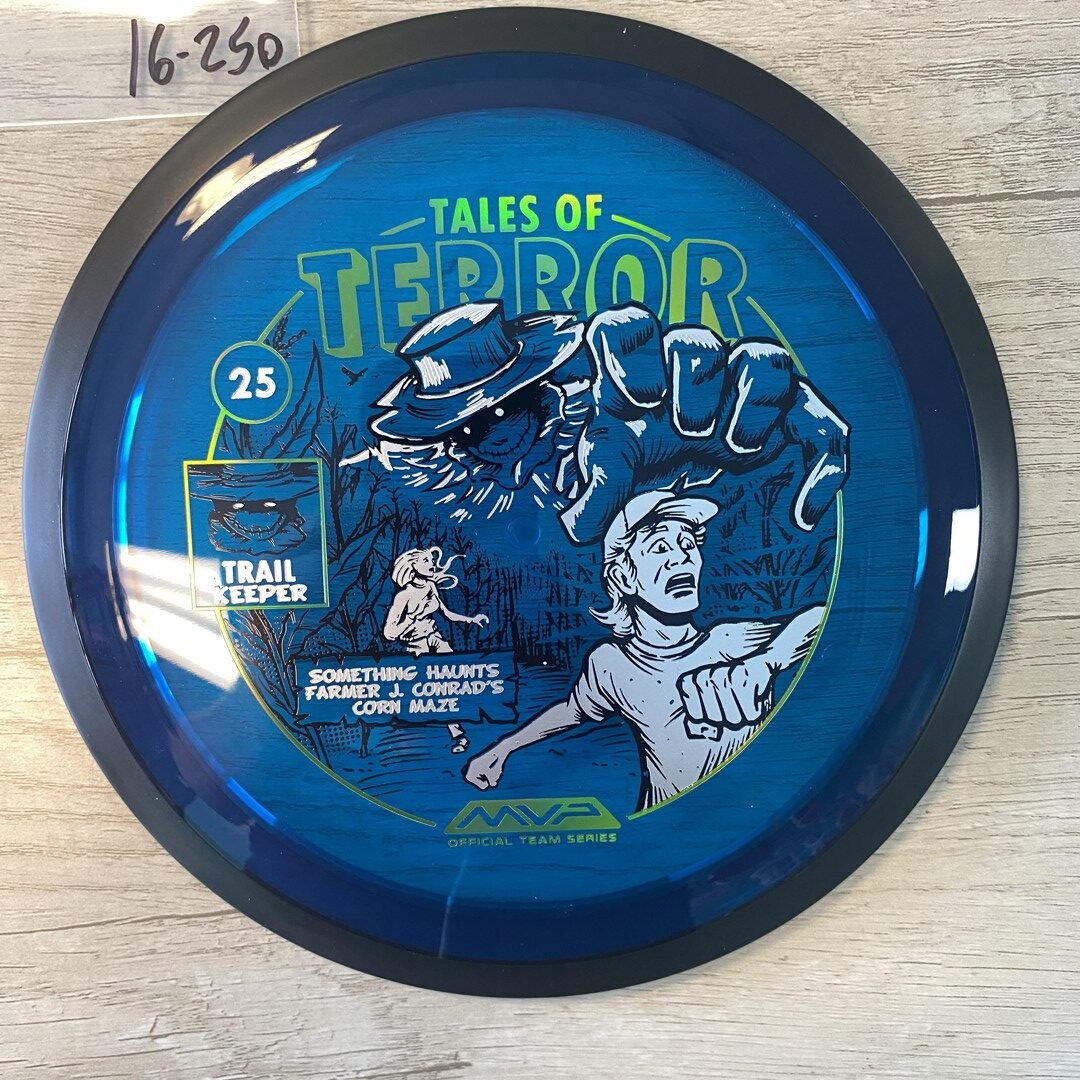 16-250
TALES OF
TERROR
25
TRAIL
KEEPER
SOMETHING HAUNTS
FARMER J. CONRAD'S
CORN MAZE
MVP
OFFICIAL TEAM SERIES